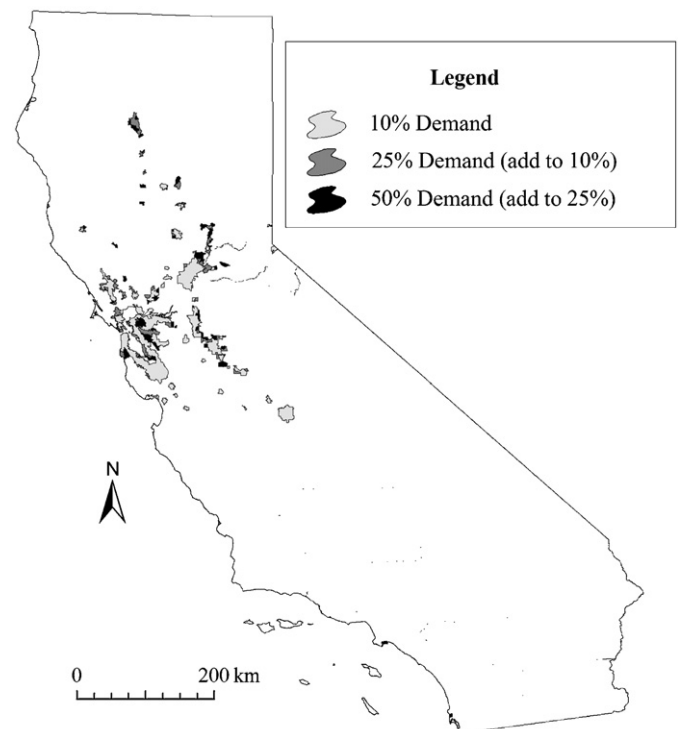 Legend
10% Demand
25% Demand (add to 10%)
50% Demand (add to 25%)
N
0 200 km